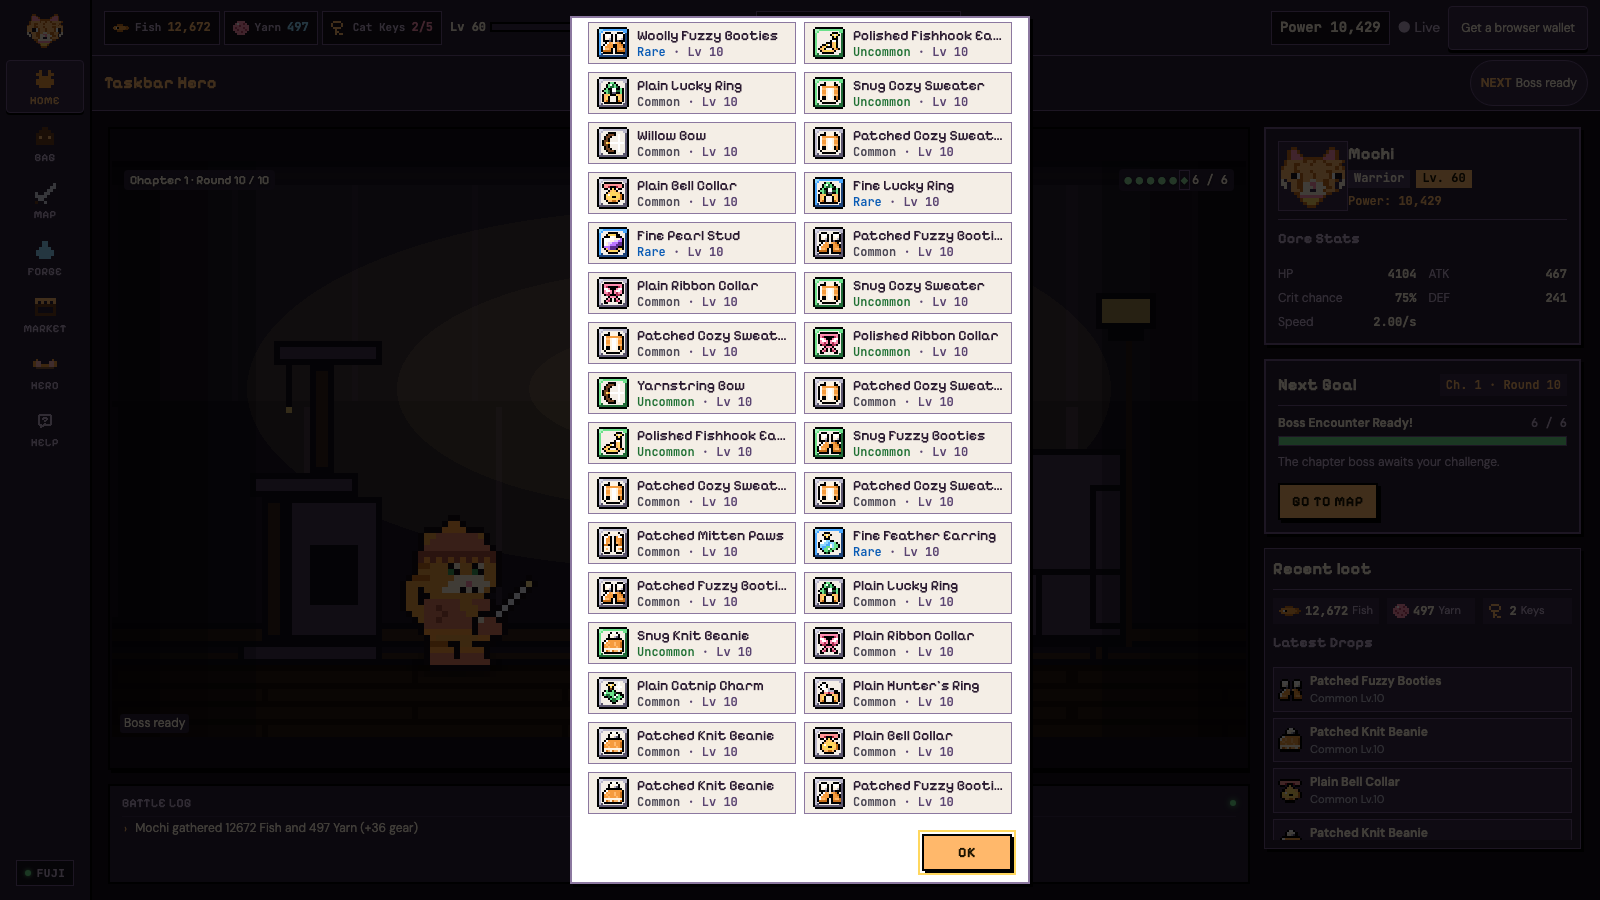 Fish 12,672
Yarn 497
Cat Keys 2/5
Lv 60
Power 10,429
Live
Get a browser wallet
HOME
BAG
MAP
FORGE
MARKET
HERO
HELP
FUJI
Taskbar Hero
NEXT Boss ready
Chapter 1 · Round 10 / 10
6 / 6
Boss ready
BATTLE LOG
› Mochi gathered 12672 Fish and 497 Yarn (+36 gear)
Woolly Fuzzy Booties
Rare · Lv 10
Polished Fishhook Ea...
Uncommon · Lv 10
Plain Lucky Ring
Common · Lv 10
Snug Cozy Sweater
Uncommon · Lv 10
Willow Bow
Common · Lv 10
Patched Cozy Sweat...
Common · Lv 10
Plain Bell Collar
Common · Lv 10
Fine Lucky Ring
Rare · Lv 10
Fine Pearl Stud
Rare · Lv 10
Patched Fuzzy Booti...
Common · Lv 10
Plain Ribbon Collar
Common · Lv 10
Snug Cozy Sweater
Uncommon · Lv 10
Patched Cozy Sweat...
Common · Lv 10
Polished Ribbon Collar
Uncommon · Lv 10
Yarnstring Bow
Uncommon · Lv 10
Patched Cozy Sweat...
Common · Lv 10
Polished Fishhook Ea...
Uncommon · Lv 10
Snug Fuzzy Booties
Uncommon · Lv 10
Patched Cozy Sweat...
Common · Lv 10
Patched Cozy Sweat...
Common · Lv 10
Patched Mitten Paws
Common · Lv 10
Fine Feather Earring
Rare · Lv 10
Patched Fuzzy Booti...
Common · Lv 10
Plain Lucky Ring
Common · Lv 10
Snug Knit Beanie
Uncommon · Lv 10
Plain Ribbon Collar
Common · Lv 10
Plain Catnip Charm
Common · Lv 10
Plain Hunter's Ring
Common · Lv 10
Patched Knit Beanie
Common · Lv 10
Plain Bell Collar
Common · Lv 10
Patched Knit Beanie
Common · Lv 10
Patched Fuzzy Booti...
Common · Lv 10
OK
Mochi
Warrior Lv. 60
Power: 10,429
Core Stats
HP 4104 ATK 467
Crit chance 75% DEF 241
Speed 2.00/s
Next Goal Ch. 1 · Round 10
Boss Encounter Ready! 6 / 6
The chapter boss awaits your challenge.
GO TO MAP
Recent loot
12,672 Fish 497 Yarn 2 Keys
Latest Drops
Patched Fuzzy Booties
Common Lv.10
Patched Knit Beanie
Common Lv.10
Plain Bell Collar
Common Lv.10
Patched Knit Beanie